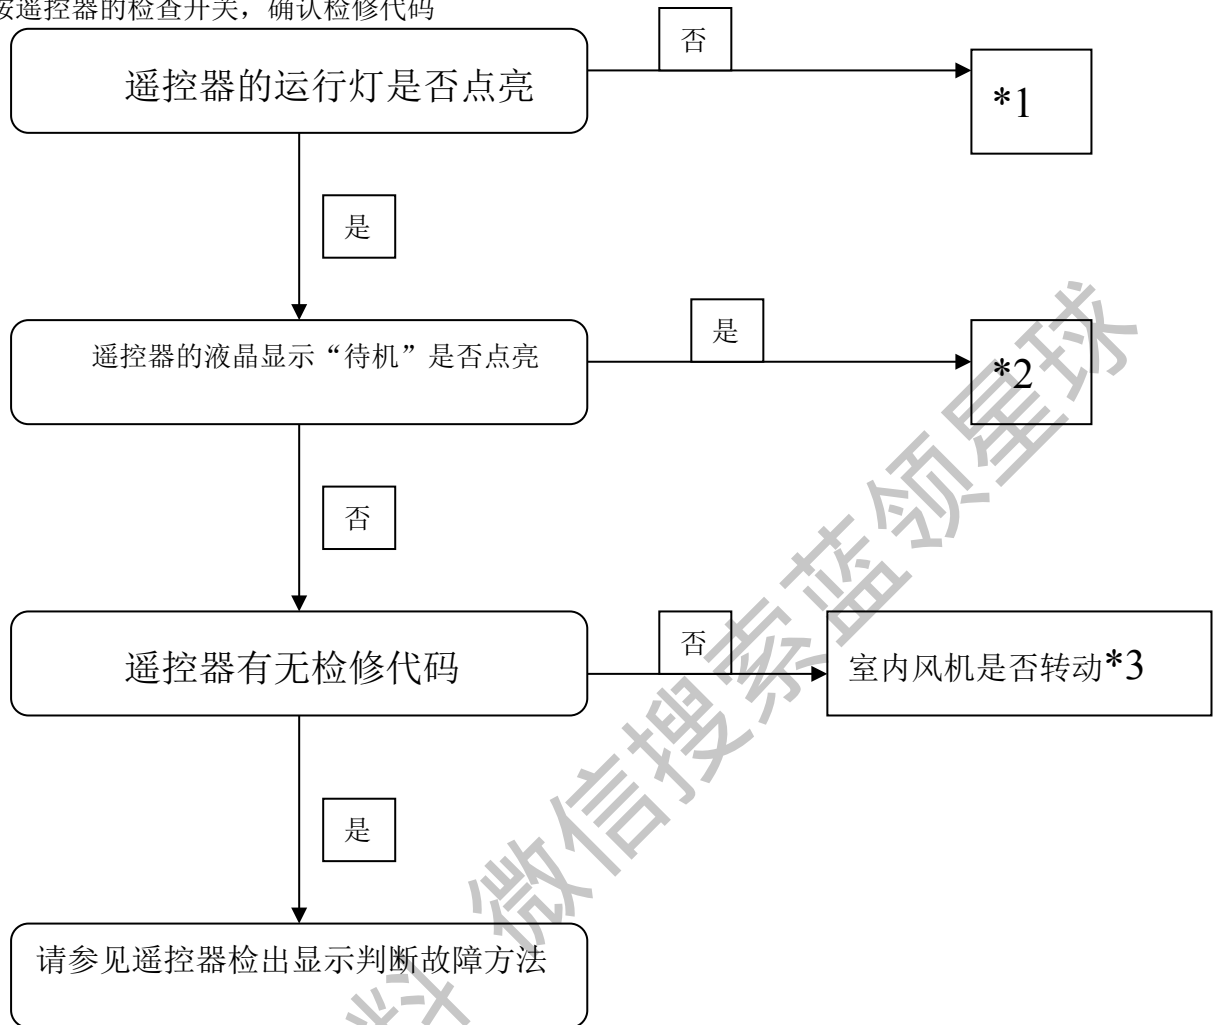 按遥控器的检查开关，确认检修代码
否
遥控器的运行灯是否点亮
*1
是
是
遥控器的液晶显示“待机”是否点亮
*2
否
否
遥控器有无检修代码
室内风机是否转动*3
是
请参见遥控器检出显示判断故障方法
料 微信搜索蓝领星球